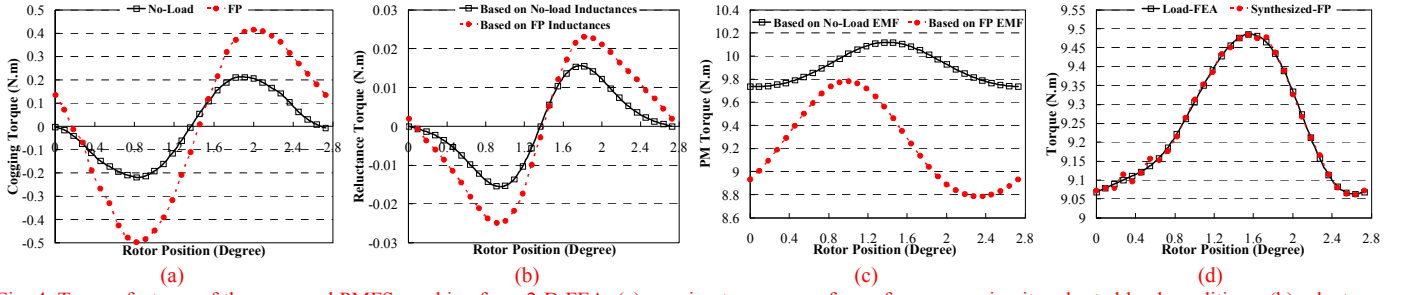 No-Load FP
0.5
0.4
0.3
0.2
0.1
0
-0.1
-0.2
-0.3
-0.4
-0.5
0 0.4 0.8 1.2 1.6 2 2.4 2.8
Cogging Torque (N.m)
Rotor Position (Degree)
(a)
Based on No-load Inductances
Based on FP Inductances
0.03
0.02
0.01
0
-0.01
-0.02
-0.03
0 0.4 0.8 1.2 1.6 2 2.4 2.8
Reluctance Torque (N.m)
Rotor Position (Degree)
(b)
Based on No-Load EMF Based on FP EMF
10.4
10.2
10
9.8
9.6
9.4
9.2
9
8.8
8.6
0 0.4 0.8 1.2 1.6 2 2.4 2.8
PM Torque (N.m)
Rotor Position (Degree)
(c)
Load-FEA Synthesized-FP
9.55
9.5
9.45
9.4
9.35
9.3
9.25
9.2
9.15
9.1
9.05
9
0 0.4 0.8 1.2 1.6 2 2.4 2.8
Torque (N.m)
Rotor Position (Degree)
(d)